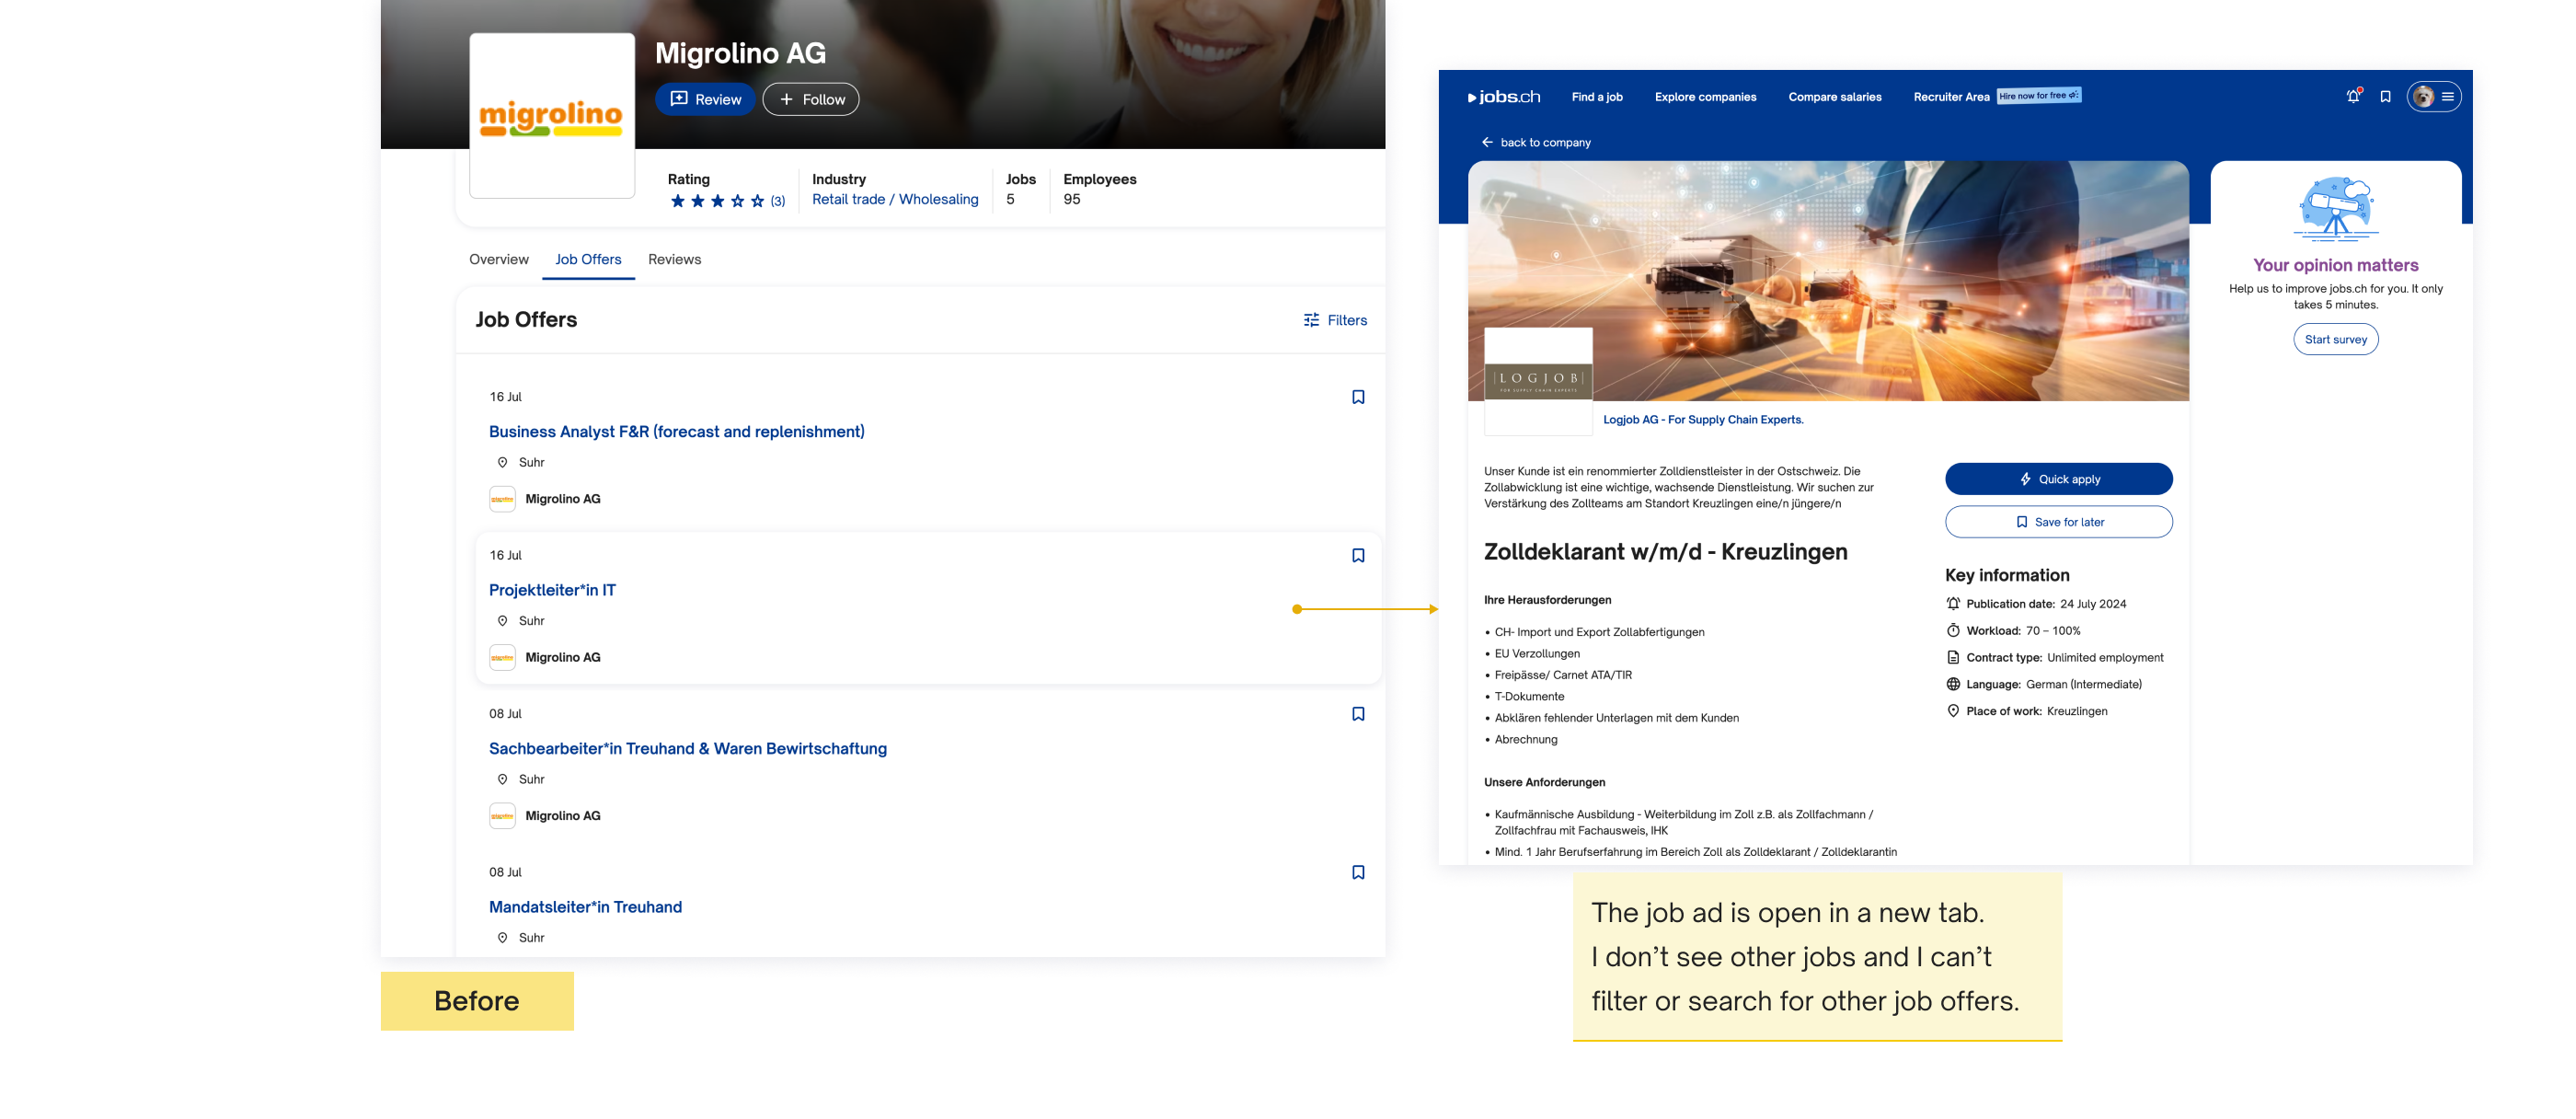 Migrolino AG
Review
Follow
migrolino
Rating
Industry
Jobs
Employees
(3)
Retail trade / Wholesaling
5
95
Overview
Job Offers
Reviews
Job Offers
Filters
16 Jul
Business Analyst F&R (forecast and replenishment)
Suhr
Migrolino AG
16 Jul
Projektleiter*in IT
Suhr
Migrolino AG
08 Jul
Sachbearbeiter*in Treuhand & Waren Bewirtschaftung
Suhr
Migrolino AG
08 Jul
Mandatsleiter*in Treuhand
Suhr
Before
jobs.ch
Find a job
Explore companies
Compare salaries
Recruiter Area
Hire now for free
back to company
LOGJOB
FOR SUPPLY CHAIN EXPERTS
Logjob AG - For Supply Chain Experts.
Unser Kunde ist ein renommierter Zolldienstleister in der Ostschweiz. Die
Zollabwicklung ist eine wichtige, wachsende Dienstleistung. Wir suchen zur
Verstärkung des Zollteams am Standort Kreuzlingen eine/n jüngere/n
Zolldeklarant w/m/d - Kreuzlingen
Ihre Herausforderungen
• CH- Import und Export Zollabfertigungen
• EU Verzollungen
• Freipässe/ Carnet ATA/TIR
• T-Dokumente
• Abklären fehlender Unterlagen mit dem Kunden
• Abrechnung
Unsere Anforderungen
• Kaufmännische Ausbildung - Weiterbildung im Zoll z.B. als Zollfachmann /
Zollfachfrau mit Fachausweis, IHK
• Mind. 1 Jahr Berufserfahrung im Bereich Zoll als Zolldeklarant / Zolldeklarantin
Quick apply
Save for later
Key information
Publication date: 24 July 2024
Workload: 70 – 100%
Contract type: Unlimited employment
Language: German (Intermediate)
Place of work: Kreuzlingen
Your opinion matters
Help us to improve jobs.ch for you. It only
takes 5 minutes.
Start survey
The job ad is open in a new tab.
I don't see other jobs and I can't
filter or search for other job offers.